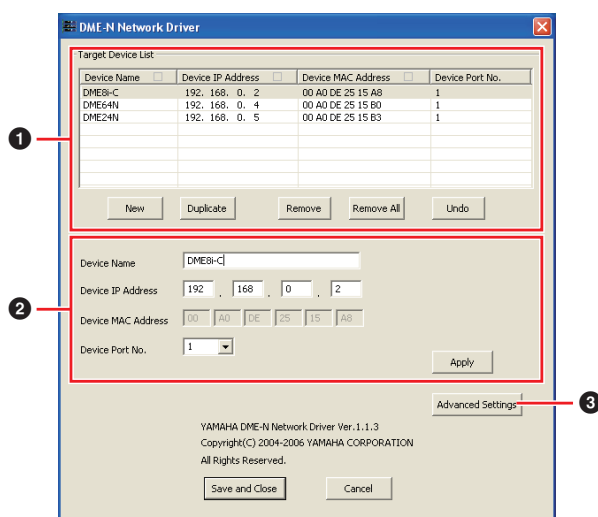 DME-N Network Driver
Target Device List
Device Name Device IP Address Device MAC Address Device Port No.
DME8i-C 192. 168. 0. 2 00 A0 DE 25 15 A8 1
DME64N 192. 168. 0. 4 00 A0 DE 25 15 B0 1
DME24N 192. 168. 0. 5 00 A0 DE 25 15 B3 1
1
New Duplicate Remove Remove All Undo
Device Name DME8i-C
Device IP Address 192 . 168 . 0 . 2
2
Device MAC Address 00 A0 DE 25 15 A8
Device Port No. 1
Apply
Advanced Settings 3
YAMAHA DME-N Network Driver Ver.1.1.3
Copyright(C) 2004-2006 YAMAHA CORPORATION
All Rights Reserved.
Save and Close Cancel